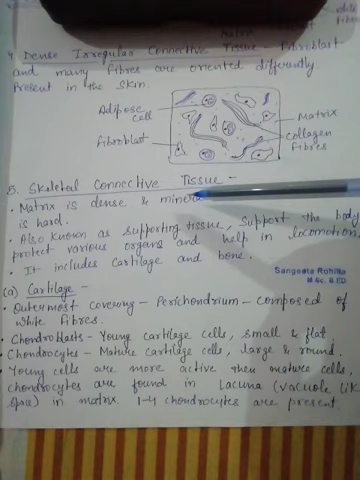 Matrix
fibre
4. Dense Irregular Connective Tissue - Fibroblast
and many fibres are oriented differently.
Present in the skin.
Adipose
cell
Fibroblast
Matrix
Collagen
Fibres
5. Skeletal Connective Tissue -
• Matrix is dense & minera
is hard.
• Also known as supporting tissue, support the body
protect various organs and help in locomotion.
• It includes cartilage and bone.
Sangeeta Rohilla
M.Sc, B.ED.
(a) Cartilage -
• Outermost covering - Perichondrium - composed of
white fibres.
• Chondroblasts - Young cartilage cells, small & flat.
• Chondrocytes - Mature cartilage cells, large & round.
• Young cells are more active then mature cells.
Chondrocytes are found in Lacuna (vacuole lik
space) in matrix. 1-4 chondrocytes are present